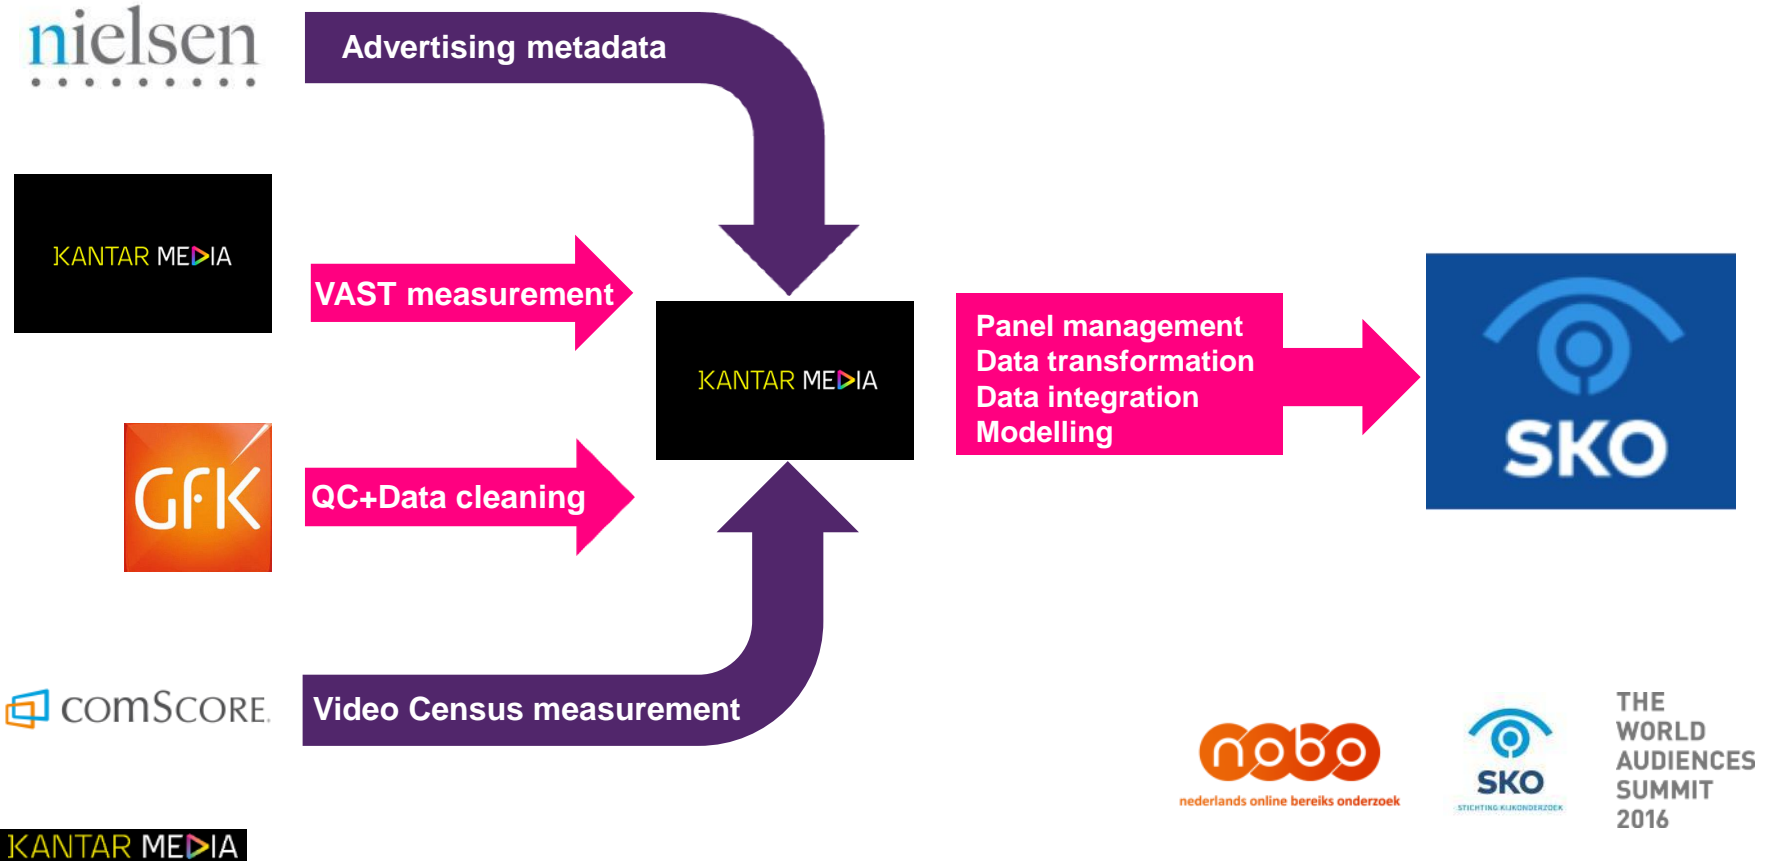 nielsen
Advertising metadata
KANTAR MEDIA
VAST measurement
KANTAR MEDIA
Panel management
Data transformation
Data integration
Modelling
SKO
GfK
QC+Data cleaning
comScore.
Video Census measurement
nobo
nederlands online bereiks onderzoek
SKO
STICHTING KIJKONDERZOEK
THE
WORLD
AUDIENCES
SUMMIT
2016
KANTAR MEDIA